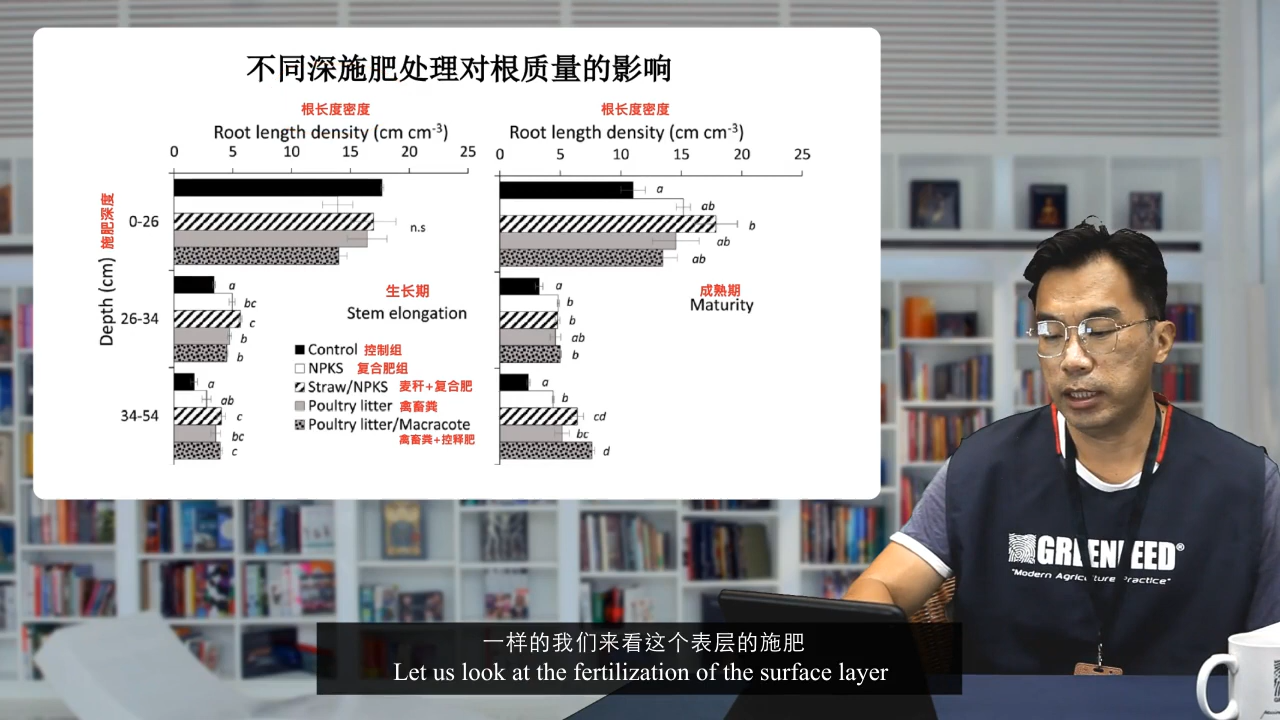 不同深施肥处理对根质量的影响
根长度密度
Root length density (cm cm⁻³)
0 5 10 15 20 25
根长度密度
Root length density (cm cm⁻³)
0 5 10 15 20 25
Depth (cm) 施肥深度
0-26
n.s
a
ab
b
ab
ab
26-34
a
bc
c
b
b
生长期
Stem elongation
a
b
b
ab
b
成熟期
Maturity
34-54
a
ab
c
bc
c
Control 控制组
NPKS 复合肥组
Straw/NPKS 麦秆+复合肥
Poultry litter 禽畜粪
Poultry litter/Macracote
禽畜粪+控释肥
a
b
cd
bc
d
GREENFEED®
"Modern Agriculture Practice"
一样的我们来看这个表层的施肥
Let us look at the fertilization of the surface layer